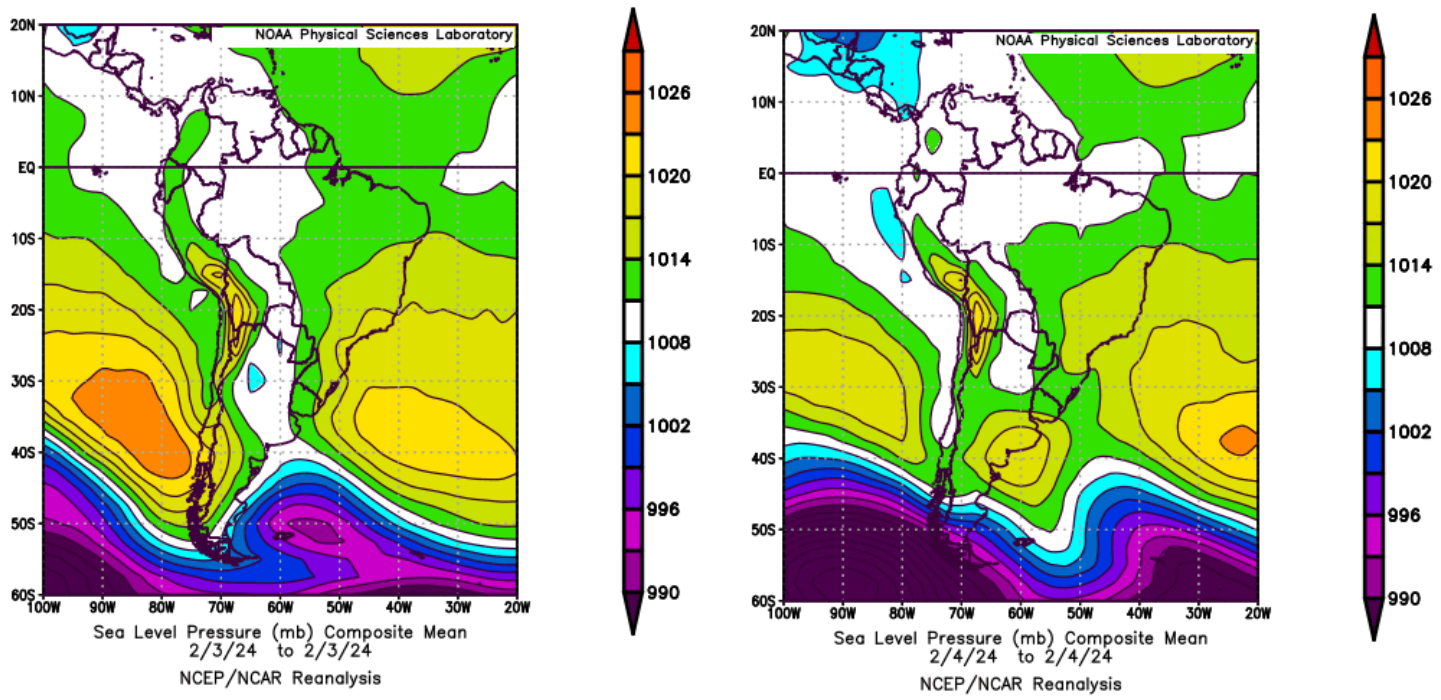 NOAA Physical Sciences Laboratory
20N
10N
EQ
10S
20S
30S
40S
50S
60S
100W 90W 80W 70W 60W 50W 40W 30W 20W
1026
1020
1014
1008
1002
996
990
Sea Level Pressure (mb) Composite Mean
2/3/24 to 2/3/24
NCEP/NCAR Reanalysis
NOAA Physical Sciences Laboratory
20N
10N
EQ
10S
20S
30S
40S
50S
60S
100W 90W 80W 70W 60W 50W 40W 30W 20W
1026
1020
1014
1008
1002
996
990
Sea Level Pressure (mb) Composite Mean
2/4/24 to 2/4/24
NCEP/NCAR Reanalysis